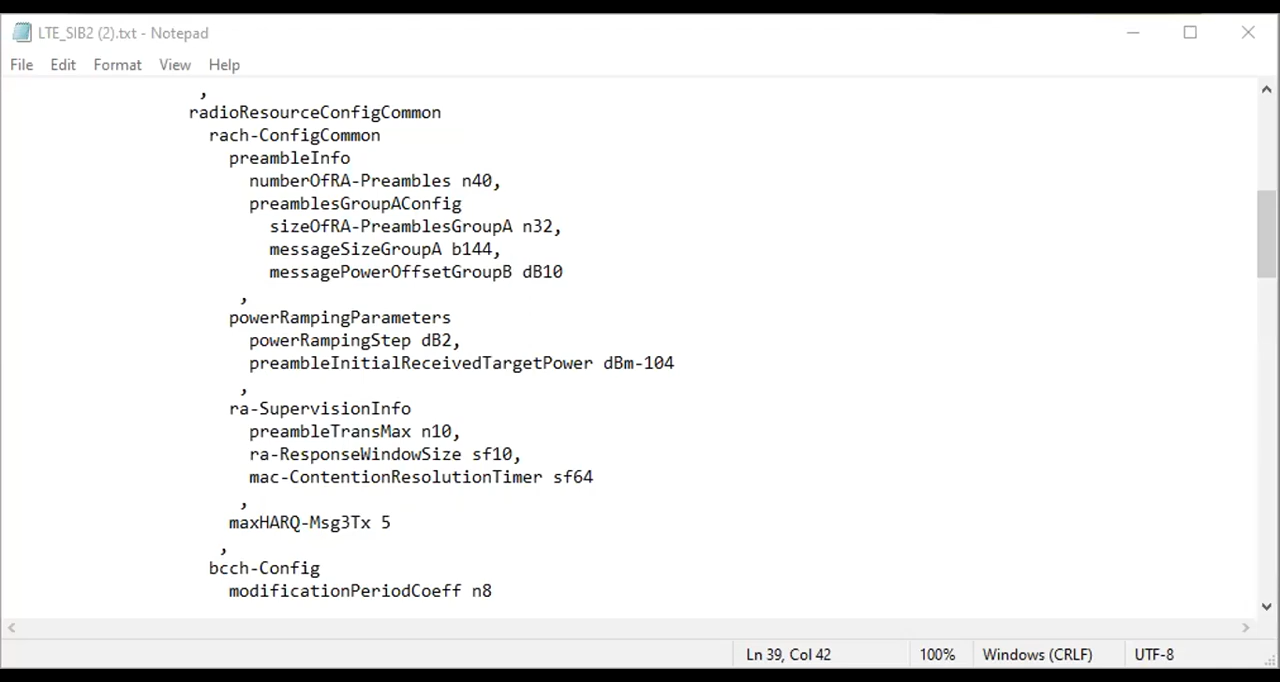 LTE_SIB2 (2).txt - Notepad
File Edit Format View Help
,
radioResourceConfigCommon
rach-ConfigCommon
preambleInfo
numberOfRA-Preambles n40,
preamblesGroupAConfig
sizeOfRA-PreamblesGroupA n32,
messageSizeGroupA b144,
messagePowerOffsetGroupB dB10
,
powerRampingParameters
powerRampingStep dB2,
preambleInitialReceivedTargetPower dBm-104
,
ra-SupervisionInfo
preambleTransMax n10,
ra-ResponseWindowSize sf10,
mac-ContentionResolutionTimer sf64
,
maxHARQ-Msg3Tx 5
,
bcch-Config
modificationPeriodCoeff n8
Ln 39, Col 42 100% Windows (CRLF) UTF-8